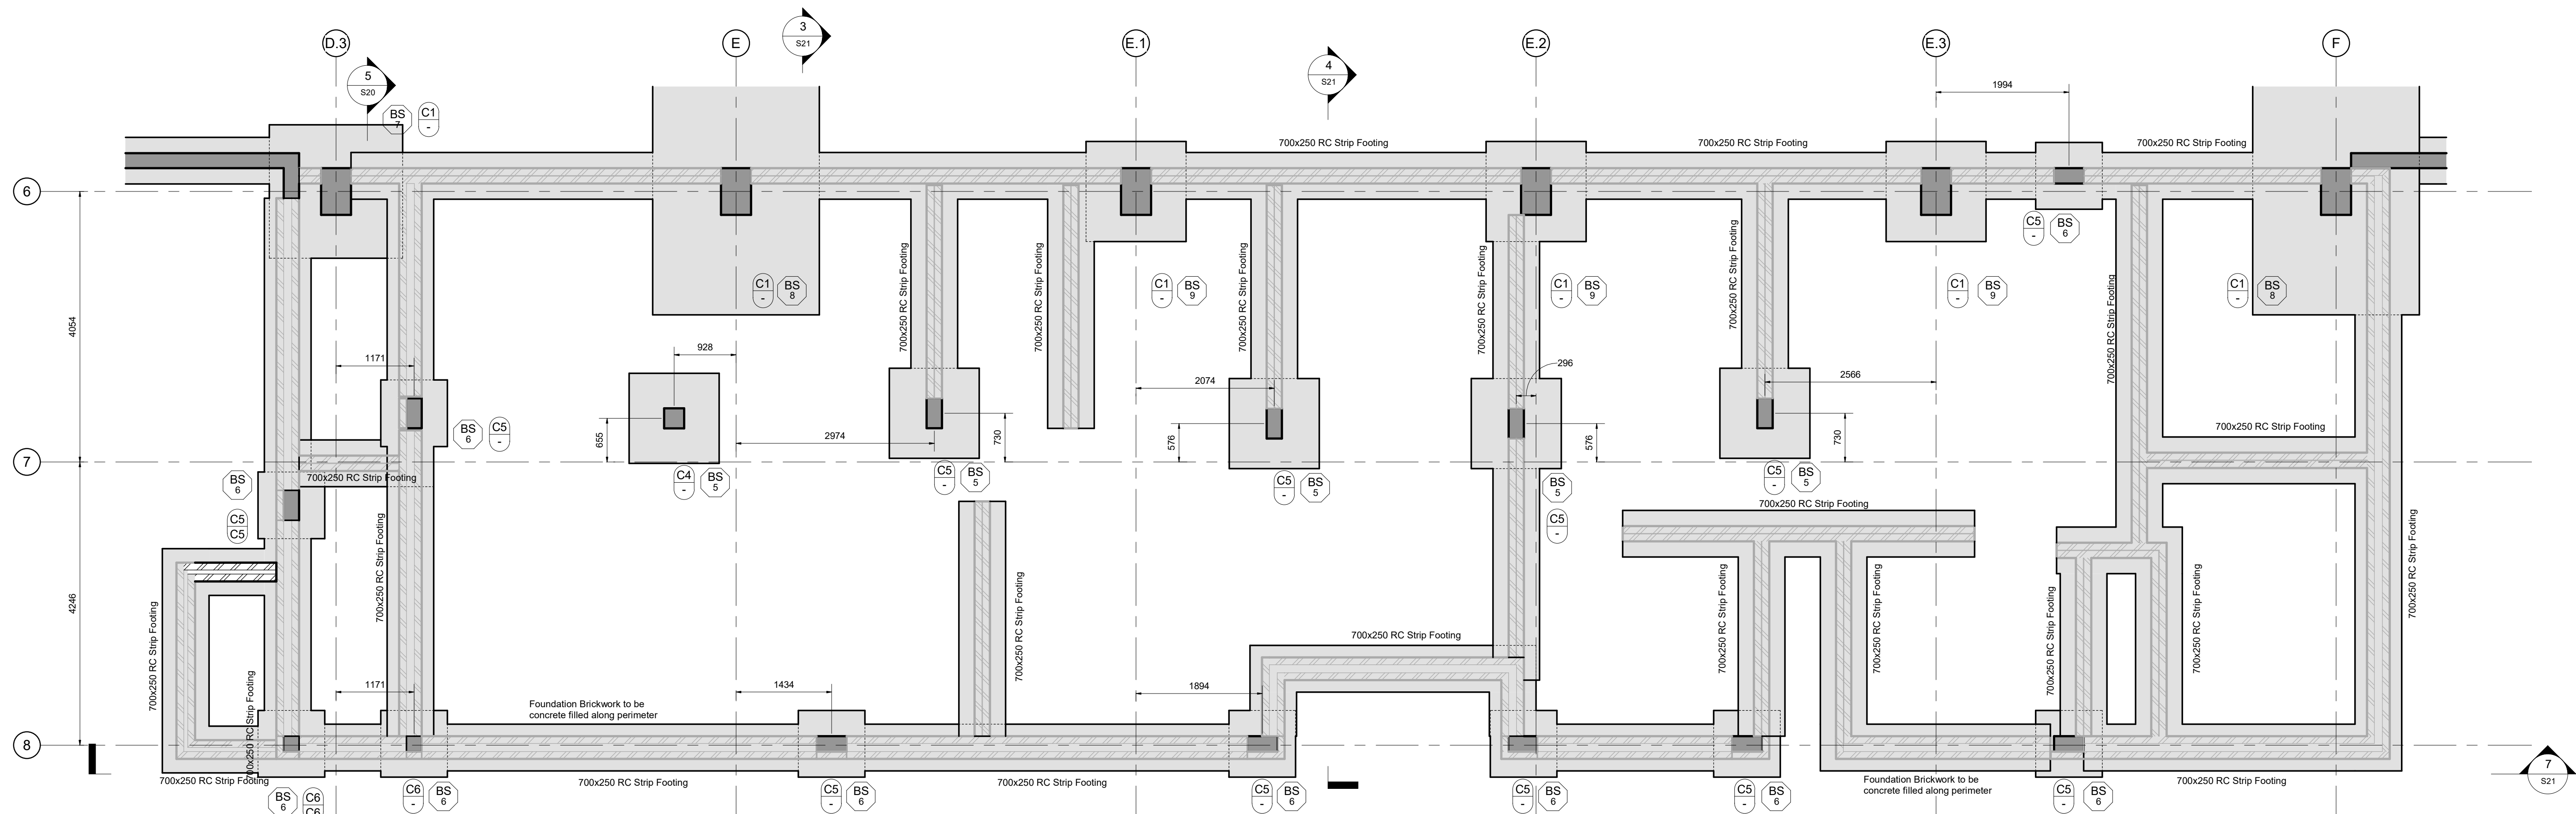 3
S21
D.3
E
E.1
E.2
E.3
F
5
S20
4
S21
1994
BS
7
C1
-
700x250 RC Strip Footing
700x250 RC Strip Footing
700x250 RC Strip Footing
6
C5
-
BS
6
C1
-
BS
8
C1
-
BS
9
C1
-
BS
9
C1
-
BS
9
C1
-
BS
8
700x250 RC Strip Footing
700x250 RC Strip Footing
700x250 RC Strip Footing
700x250 RC Strip Footing
700x250 RC Strip Footing
700x250 RC Strip Footing
4054
1171
928
2074
296
2566
655
2974
730
576
576
730
BS
6
C5
-
700x250 RC Strip Footing
7
700x250 RC Strip Footing
C4
-
BS
5
C5
-
BS
5
C5
-
BS
5
BS
5
C5
-
C5
-
BS
5
BS
6
C5
C5
700x250 RC Strip Footing
4246
700x250 RC Strip Footing
700x250 RC Strip Footing
700x250 RC Strip Footing
700x250 RC Strip Footing
700x250 RC Strip Footing
700x250 RC Strip Footing
700x250 RC Strip Footing
700x250 RC Strip Footing
700x250 RC Strip Footing
700x250 RC Strip Footing
700x250 RC Strip Footing
1171
1434
1894
Foundation Brickwork to be
concrete filled along perimeter
8
700x250 RC Strip Footing
700x250 RC Strip Footing
700x250 RC Strip Footing
Foundation Brickwork to be
concrete filled along perimeter
700x250 RC Strip Footing
7
S21
BS
6
C6
C6
C6
-
BS
6
C5
-
BS
6
C5
-
BS
6
C5
-
BS
6
C5
-
BS
6
C5
-
BS
6